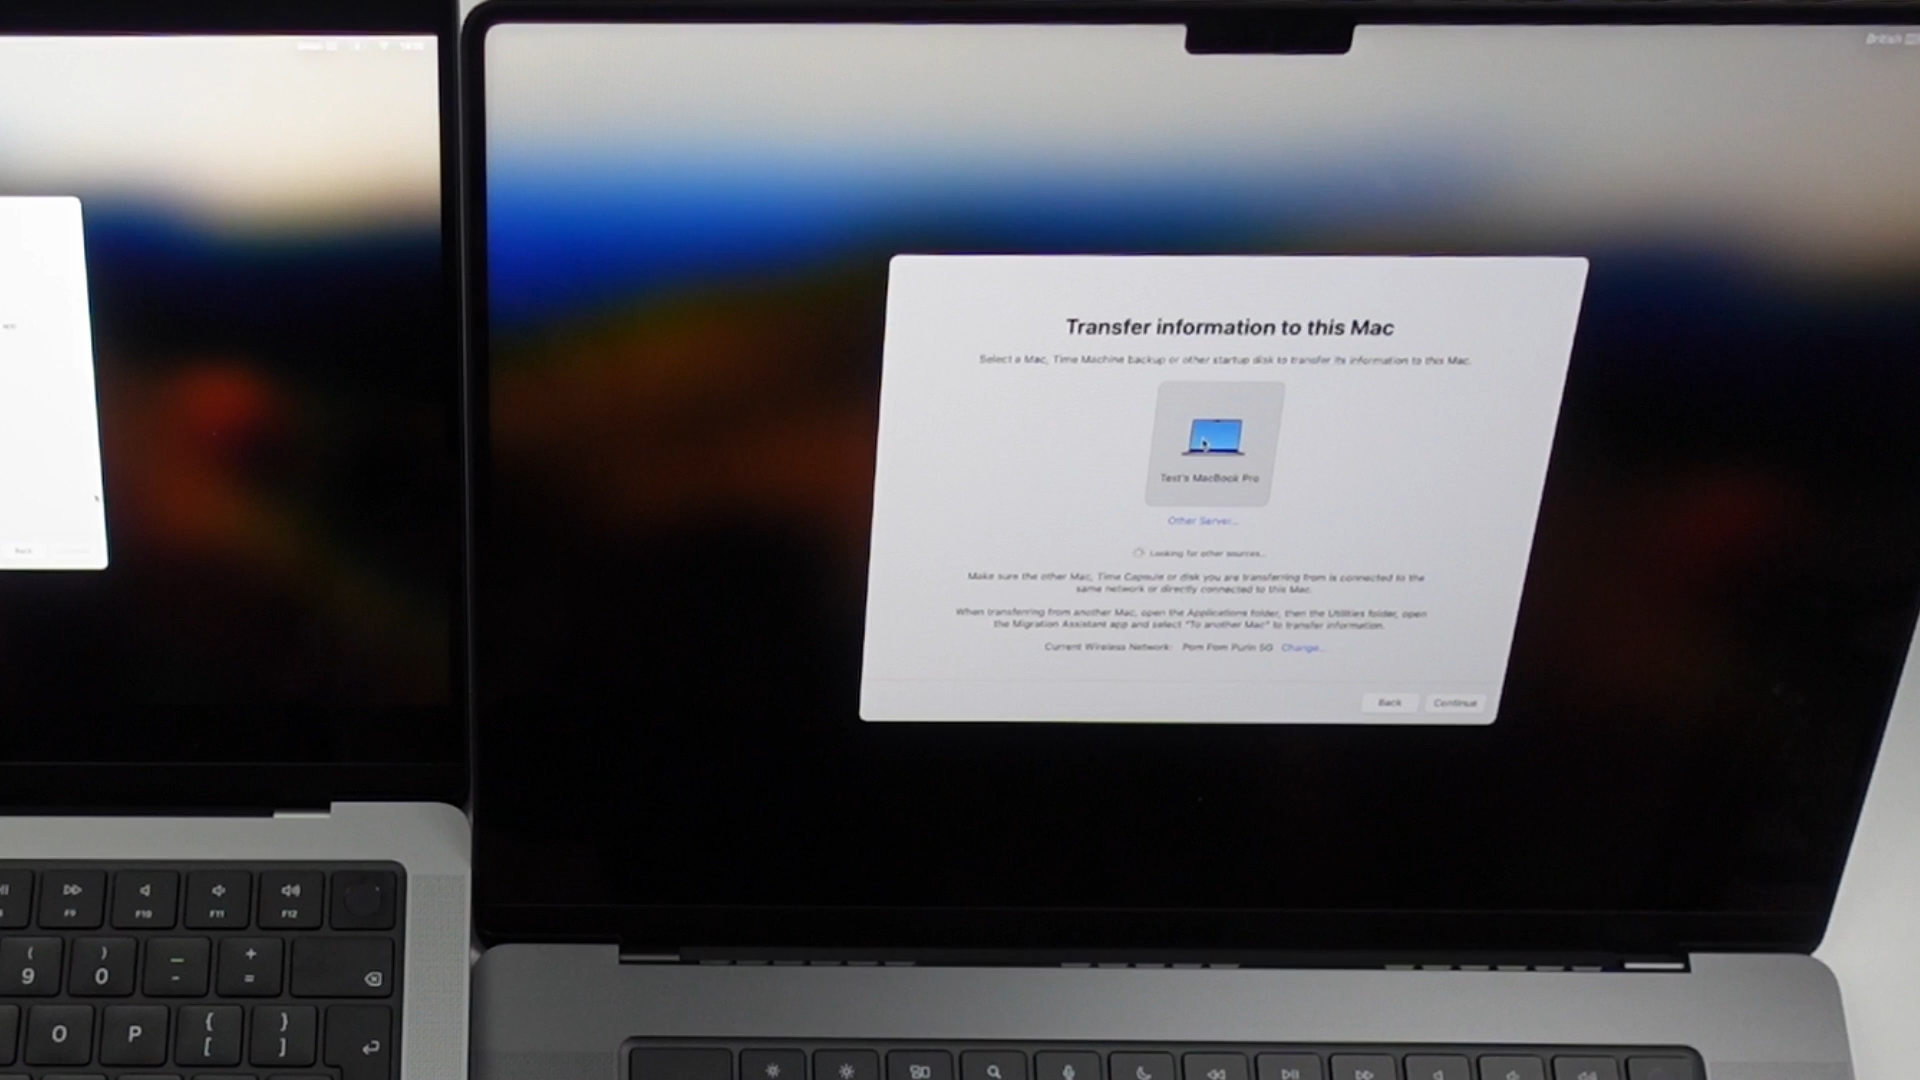 British
Transfer information to this Mac
Select a Mac, Time Machine backup or other startup disk to transfer its information to this Mac.
Test's MacBook Pro
Other Server...
Looking for other sources...
Make sure the other Mac, Time Capsule or disk you are transferring from is connected to the
same network or directly connected to this Mac.
When transferring from another Mac, open the Applications folder, then the Utilities folder, open
the Migration Assistant app and select "To another Mac" to transfer information.
Current Wireless Network: Pom Pom Purin 5G Change...
Back Continue
Back
F9 F10 F11 F12
( ) _ +
9 0 - =
O P { }
[ ]